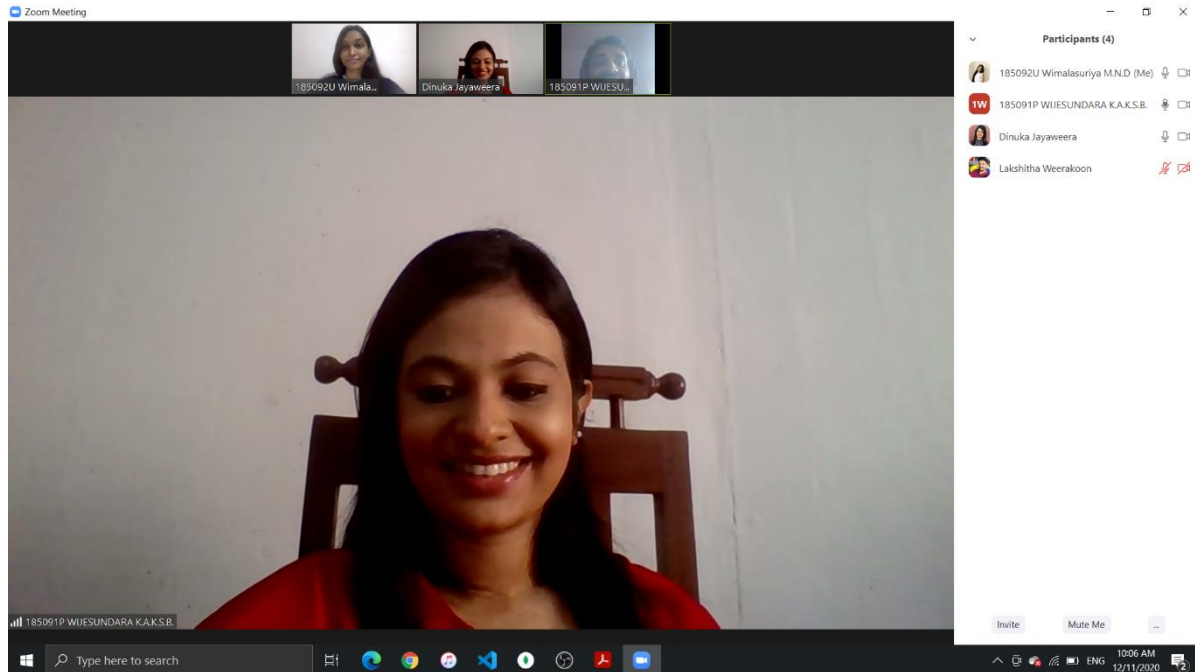 Zoom Meeting
185092U Wimala...
Dinuka Jayaweera
185091P WIJESU...
Participants (4)
185092U Wimalasuriya M.N.D (Me)
1W
185091P WIJESUNDARA K.A.K.S.B.
Dinuka Jayaweera
Lakshitha Weerakoon
185091P WIJESUNDARA K.A.K.S.B.
Invite
Mute Me
...
Type here to search
ENG
10:06 AM
12/11/2020
2